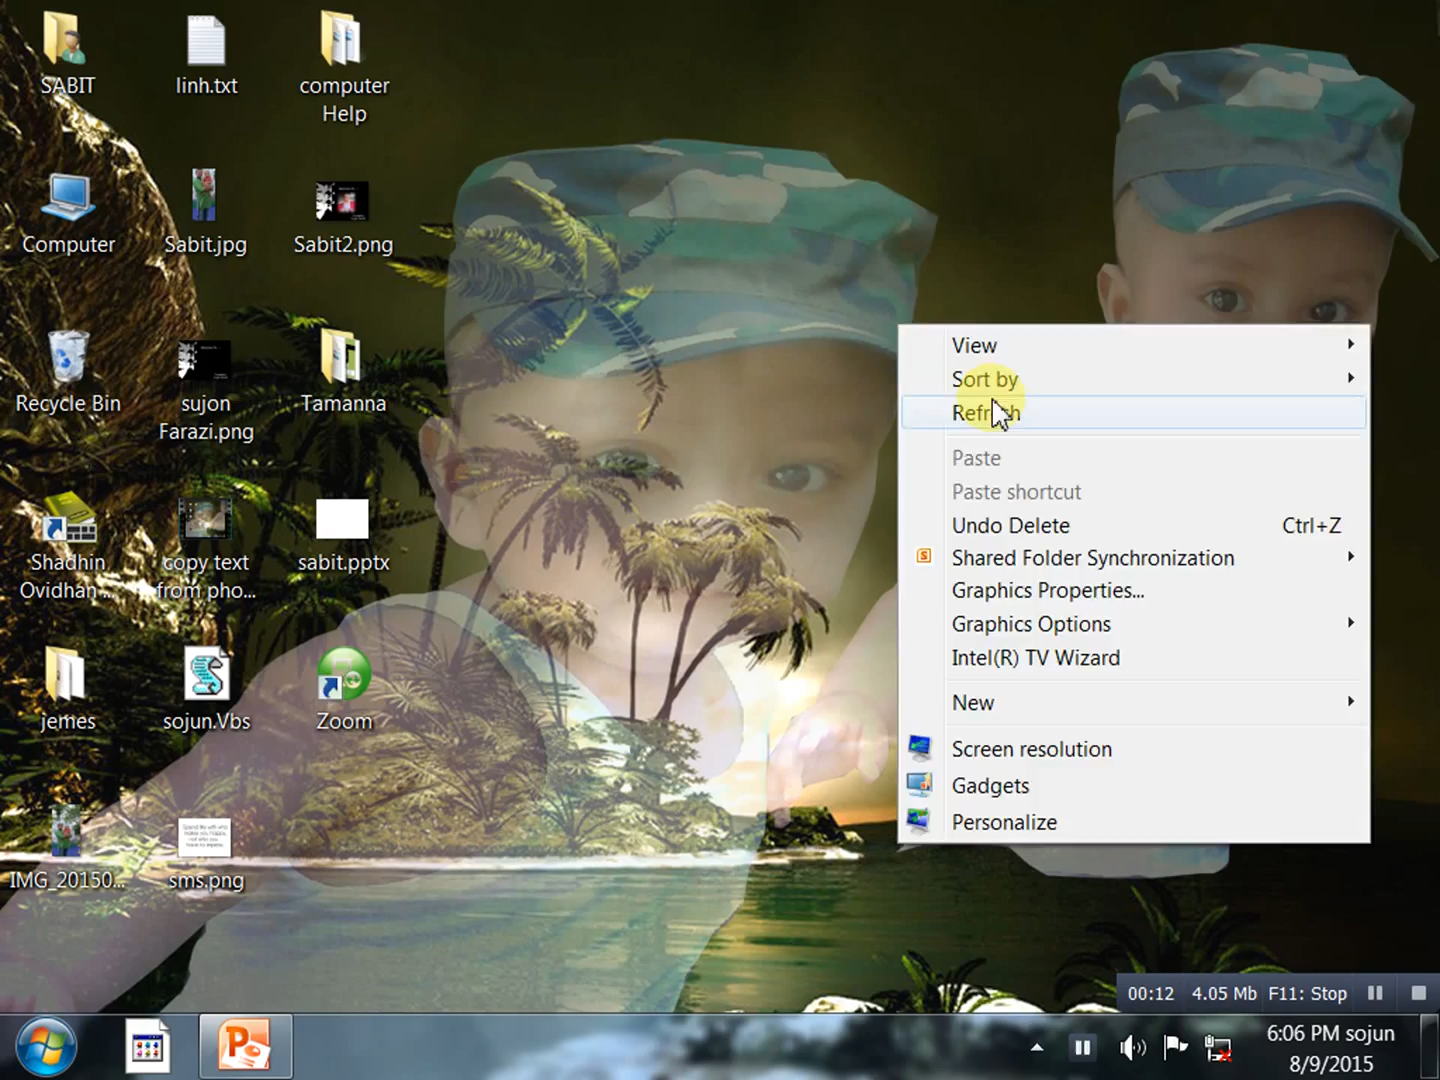 SABIT
linh.txt
computer
Help
Computer
Sabit.jpg
Sabit2.png
Recycle Bin
sujon
Farazi.png
Tamanna
Shadhin
Ovidhan ...
copy text
from pho...
sabit.pptx
jemes
sojun.Vbs
Zoom
IMG_20150...
sms.png
View
Sort by
Refresh
Paste
Paste shortcut
Undo Delete Ctrl+Z
Shared Folder Synchronization
Graphics Properties...
Graphics Options
Intel(R) TV Wizard
New
Screen resolution
Gadgets
Personalize
00:12 4.05 Mb F11: Stop
6:06 PM sojun
8/9/2015